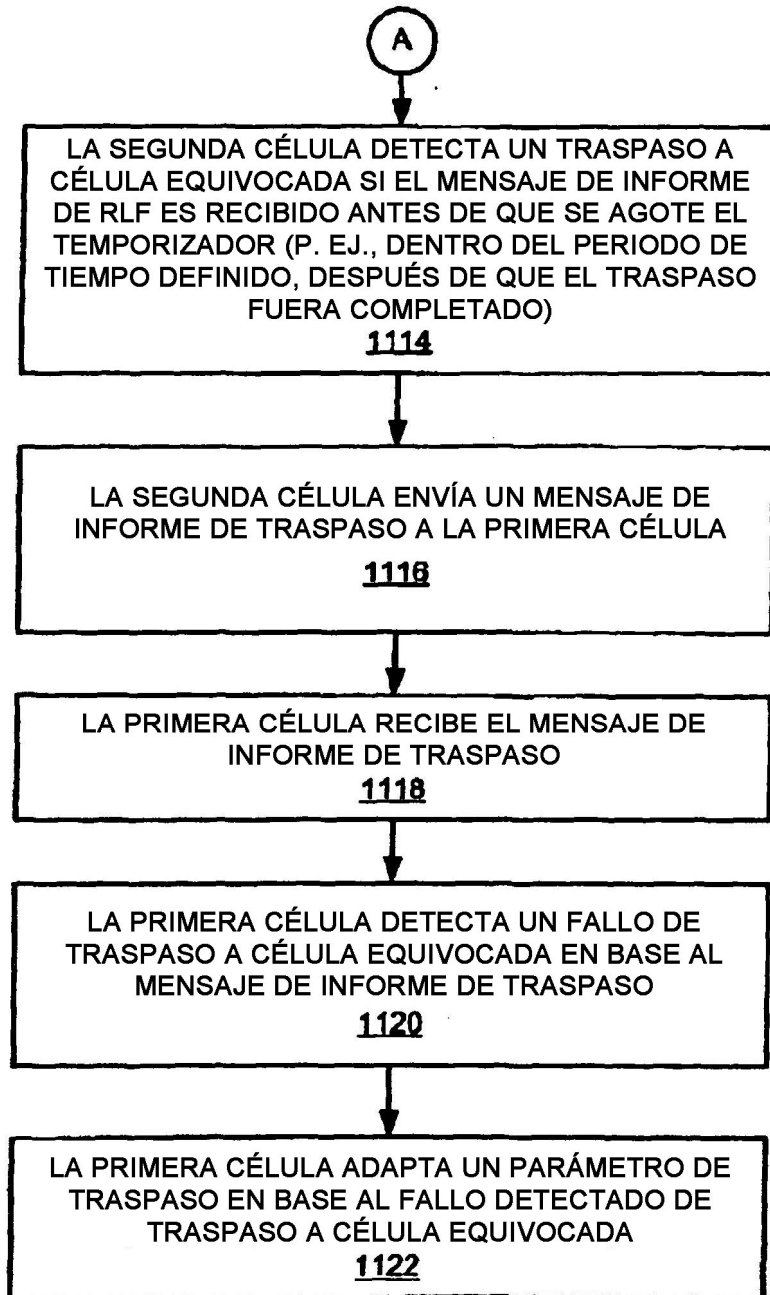 A
LA SEGUNDA CÉLULA DETECTA UN TRASPASO A
CÉLULA EQUIVOCADA SI EL MENSAJE DE INFORME
DE RLF ES RECIBIDO ANTES DE QUE SE AGOTE EL
TEMPORIZADOR (P. EJ., DENTRO DEL PERIODO DE
TIEMPO DEFINIDO, DESPUÉS DE QUE EL TRASPASO
FUERA COMPLETADO)
1114
LA SEGUNDA CÉLULA ENVÍA UN MENSAJE DE
INFORME DE TRASPASO A LA PRIMERA CÉLULA
1116
LA PRIMERA CÉLULA RECIBE EL MENSAJE DE
INFORME DE TRASPASO
1118
LA PRIMERA CÉLULA DETECTA UN FALLO DE
TRASPASO A CÉLULA EQUIVOCADA EN BASE AL
MENSAJE DE INFORME DE TRASPASO
1120
LA PRIMERA CÉLULA ADAPTA UN PARÁMETRO DE
TRASPASO EN BASE AL FALLO DETECTADO DE
TRASPASO A CÉLULA EQUIVOCADA
1122